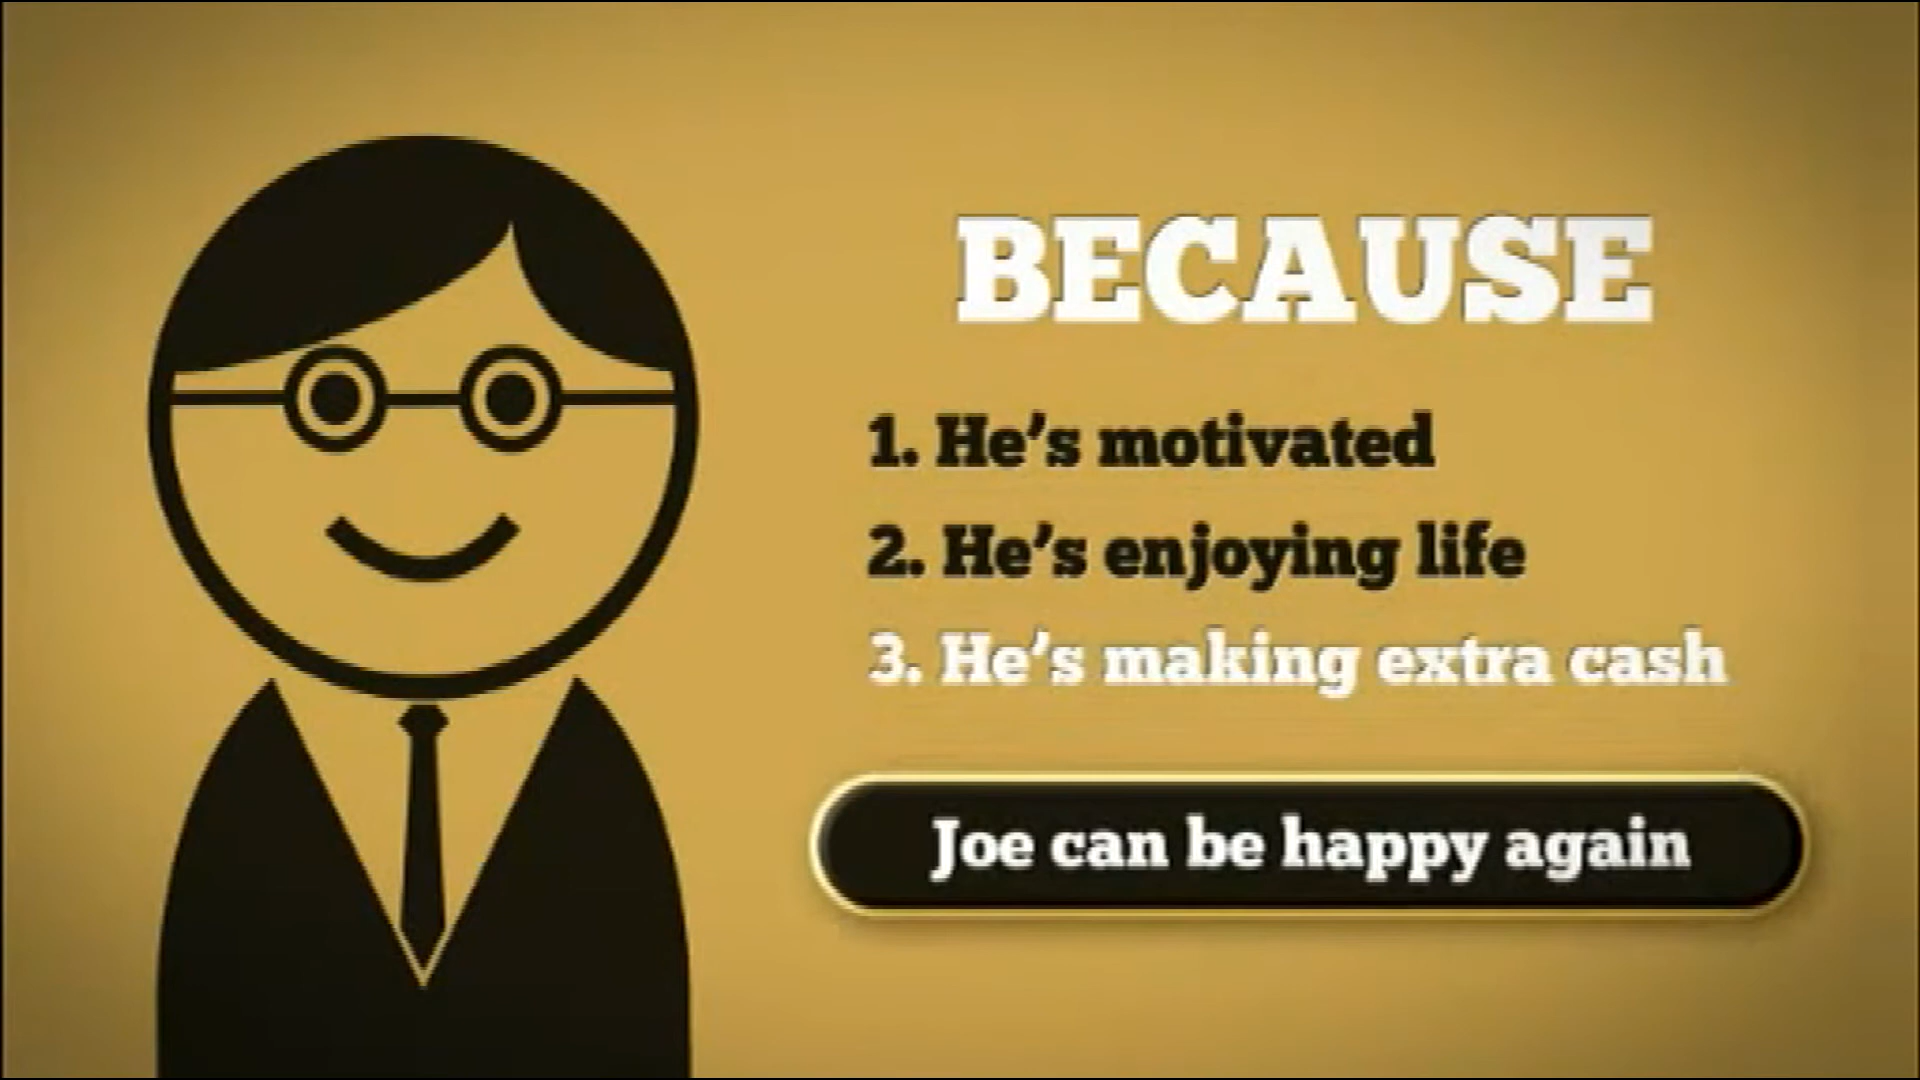 BECAUSE
1. He's motivated
2. He's enjoying life
3. He's making extra cash
Joe can be happy again